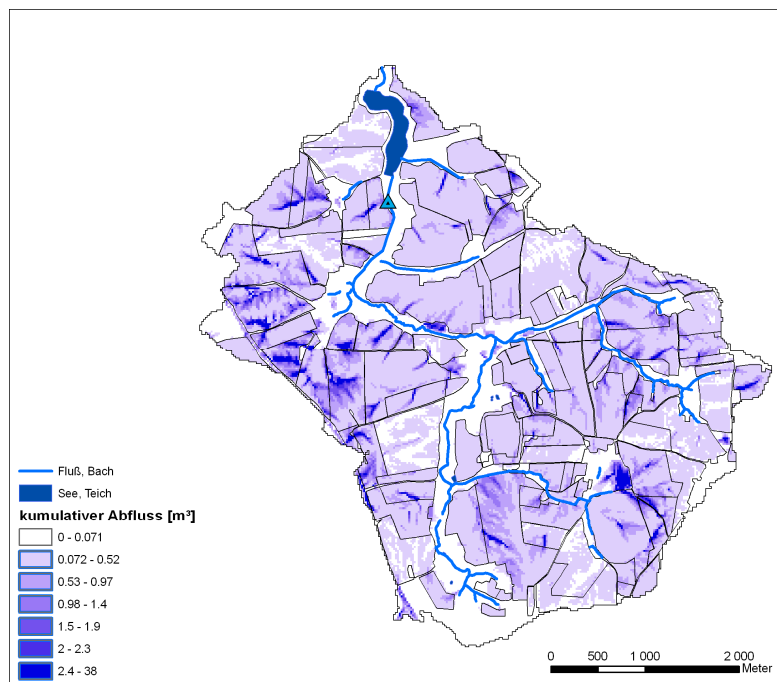 Fluß, Bach
See, Teich
kumulativer Abfluss [m³]
0 - 0.071
0.072 - 0.52
0.53 - 0.97
0.98 - 1.4
1.5 - 1.9
2 - 2.3
2.4 - 38
0 500 1 000 2 000
Meter